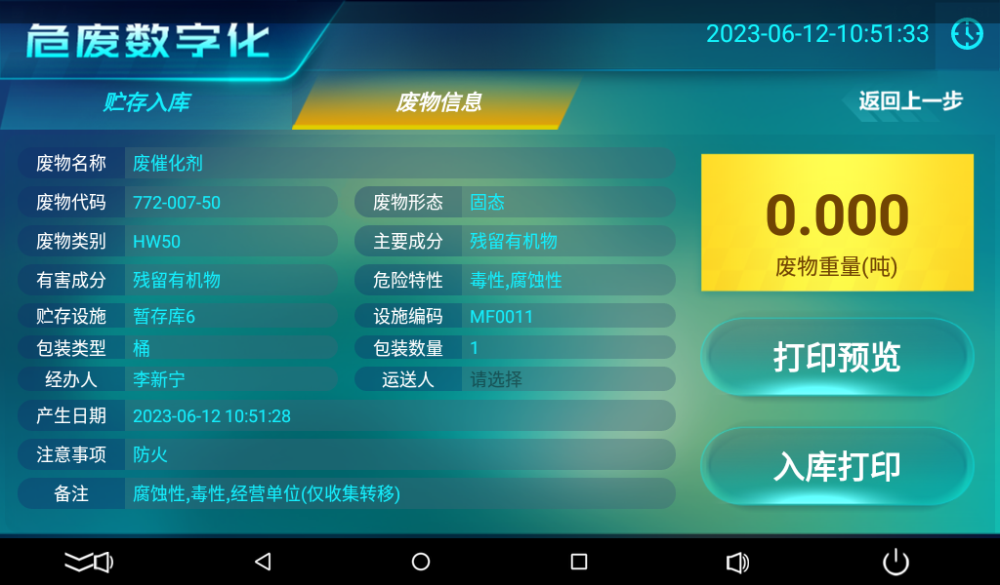 危废数字化
2023-06-12-10:51:33
贮存入库
废物信息
返回上一步
废物名称 废催化剂
废物代码 772-007-50 废物形态 固态
废物类别 HW50 主要成分 残留有机物
有害成分 残留有机物 危险特性 毒性,腐蚀性
贮存设施 暂存库6 设施编码 MF0011
包装类型 桶 包装数量 1
经办人 李新宁 运送人 请选择
产生日期 2023-06-12 10:51:28
注意事项 防火
备注 腐蚀性,毒性,经营单位(仅收集转移)
0.000
废物重量(吨)
打印预览
入库打印